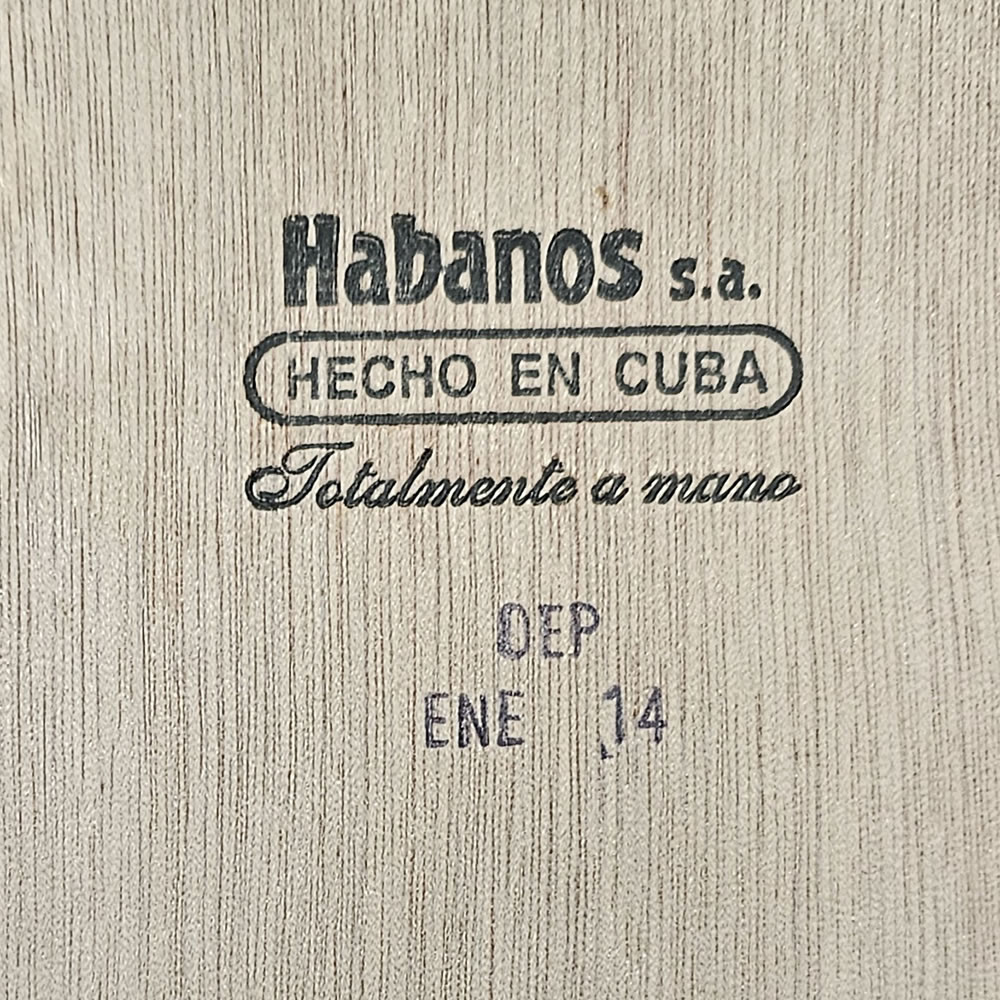 Habanos s.a.
HECHO EN CUBA
Totalmente a mano
OEP
ENE 14